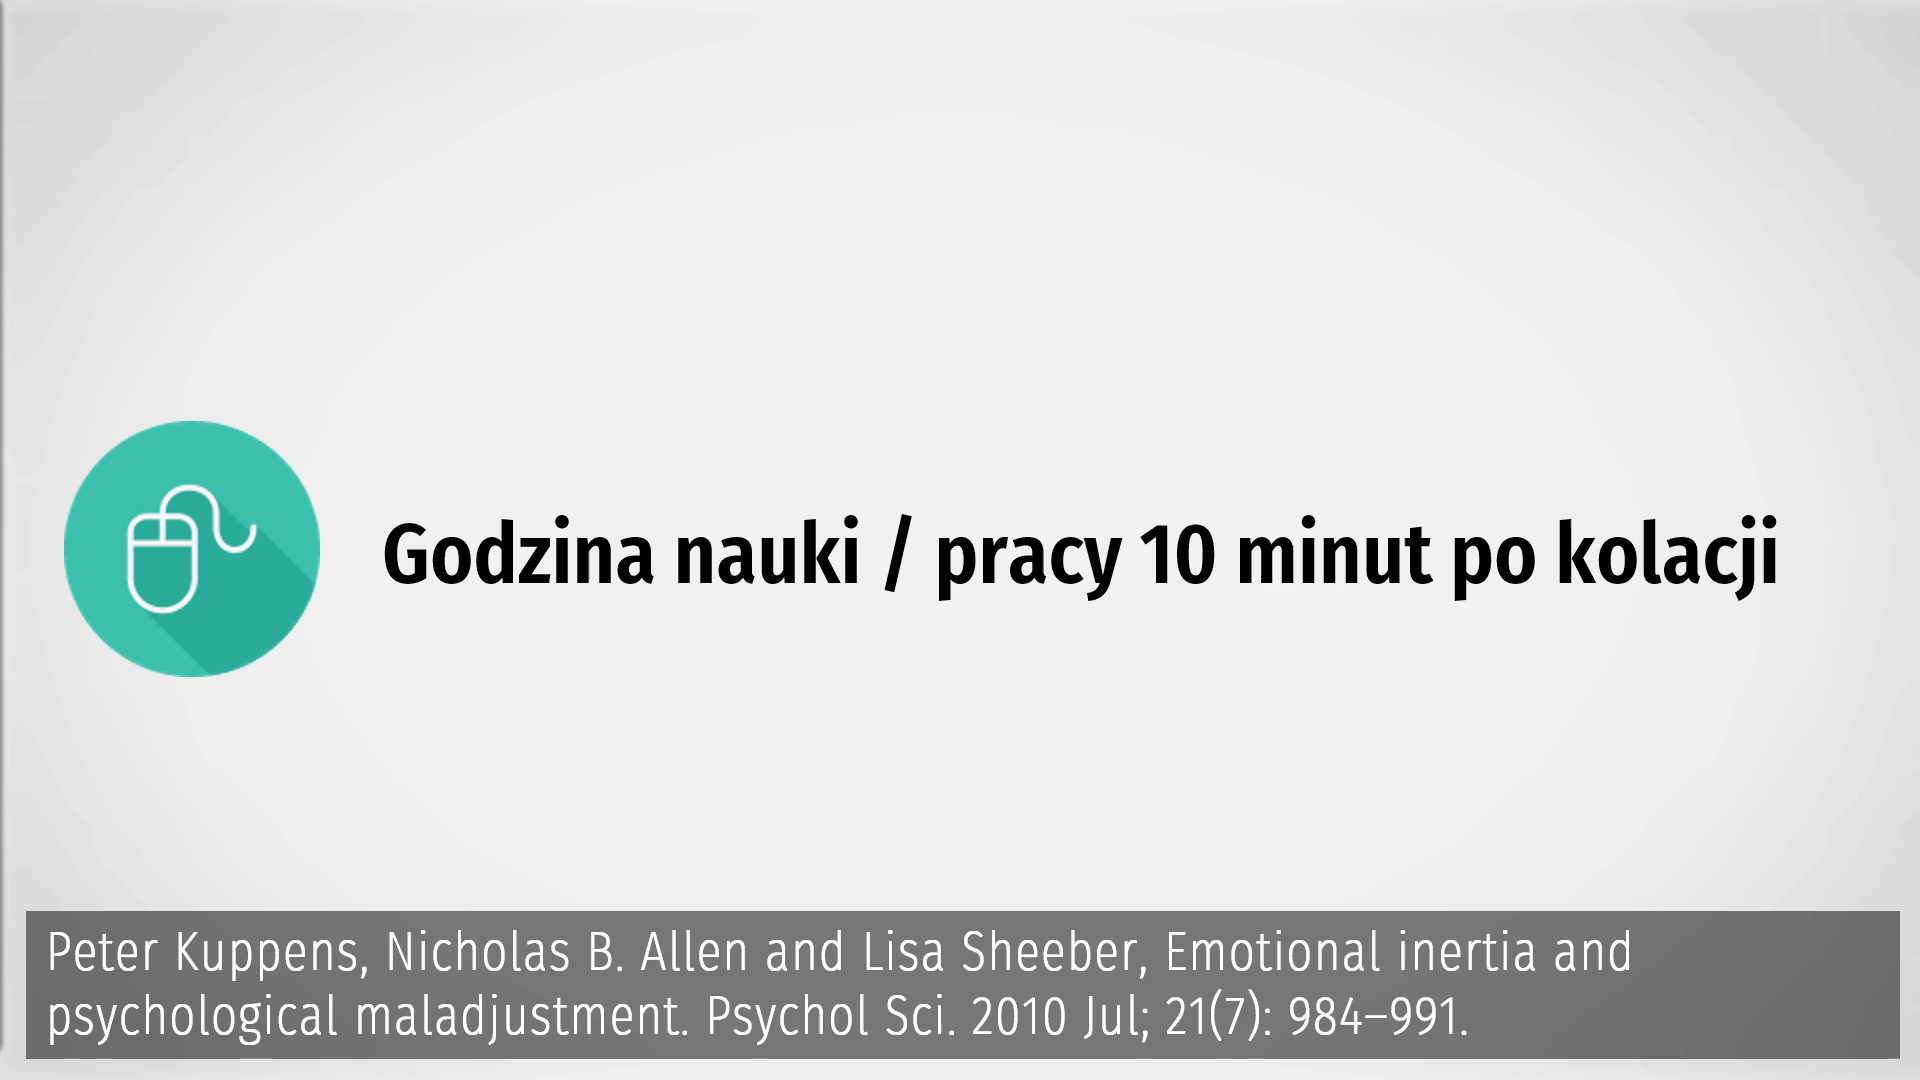 Godzina nauki / pracy 10 minut po kolacji
Peter Kuppens, Nicholas B. Allen and Lisa Sheeber, Emotional inertia and
psychological maladjustment. Psychol Sci. 2010 Jul; 21(7): 984–991.